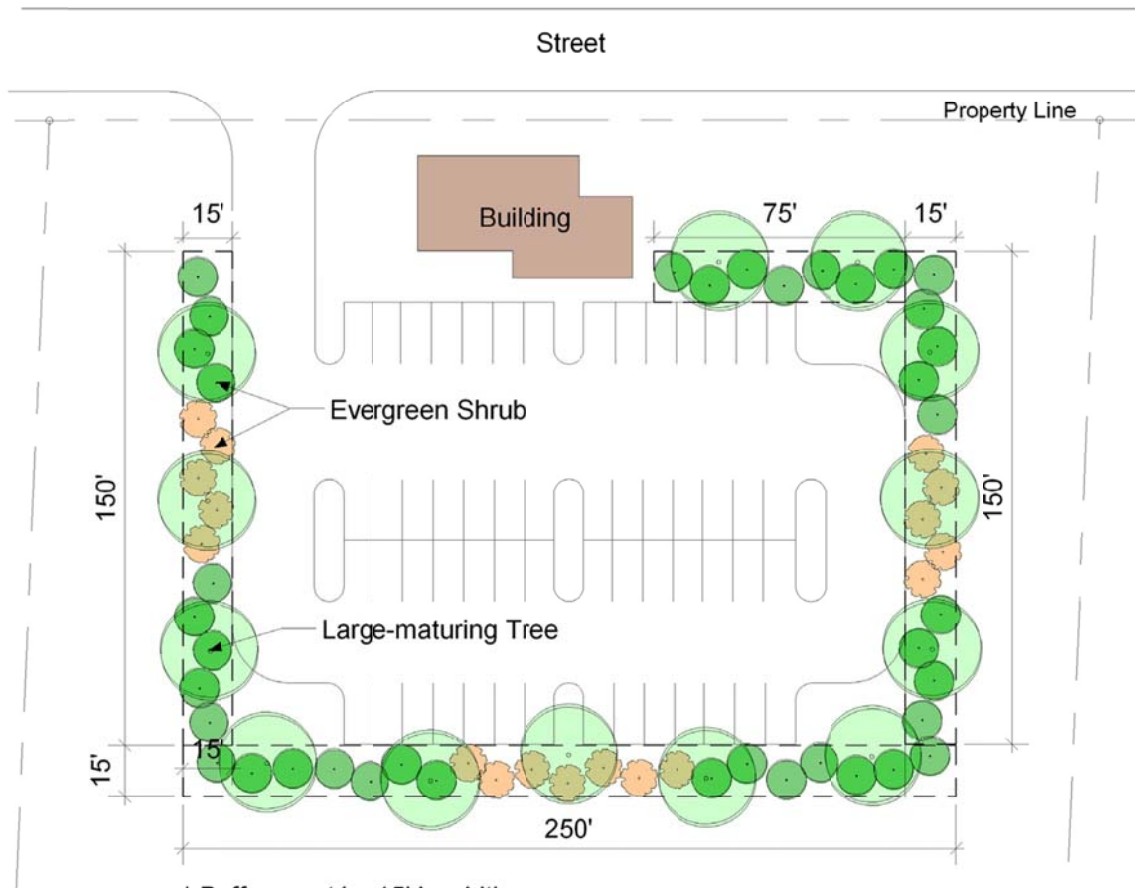 Street
Property Line
Building
15'
75'
15'
Evergreen Shrub
150'
150'
Large-maturing Tree
15'
15'
250'